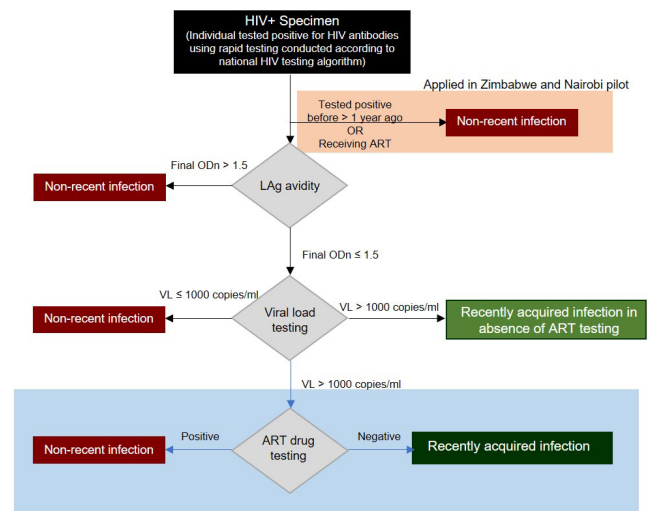 HIV+ Specimen
(Individual tested positive for HIV antibodies
using rapid testing conducted according to
national HIV testing algorithm)
Applied in Zimbabwe and Nairobi pilot
Tested positive
before > 1 year ago
OR
Receiving ART
Non-recent infection
Final ODn > 1.5
Non-recent infection
LAg avidity
Final ODn ≤ 1.5
VL ≤ 1000 copies/ml
VL > 1000 copies/ml
Non-recent infection
Viral load
testing
Recently acquired infection in
absence of ART testing
VL > 1000 copies/ml
Positive
Negative
Non-recent infection
ART drug
testing
Recently acquired infection